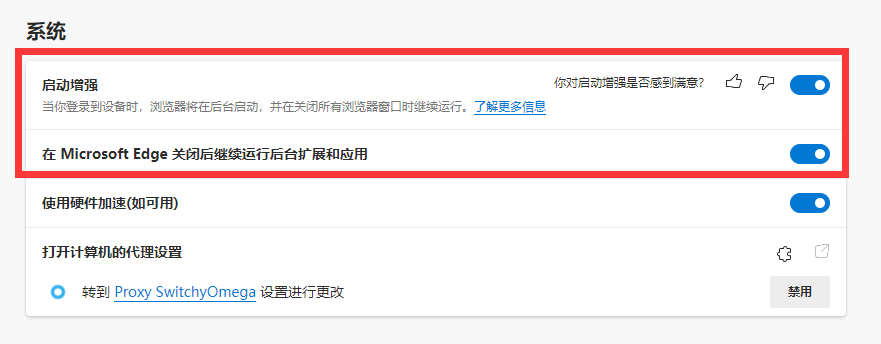 系统
启动增强
你对启动增强是否感到满意?
当你登录到设备时，浏览器将在后台启动，并在关闭所有浏览器窗口时继续运行。了解更多信息
在 Microsoft Edge 关闭后继续运行后台扩展和应用
使用硬件加速(如可用)
打开计算机的代理设置
转到 Proxy SwitchyOmega 设置进行更改
禁用